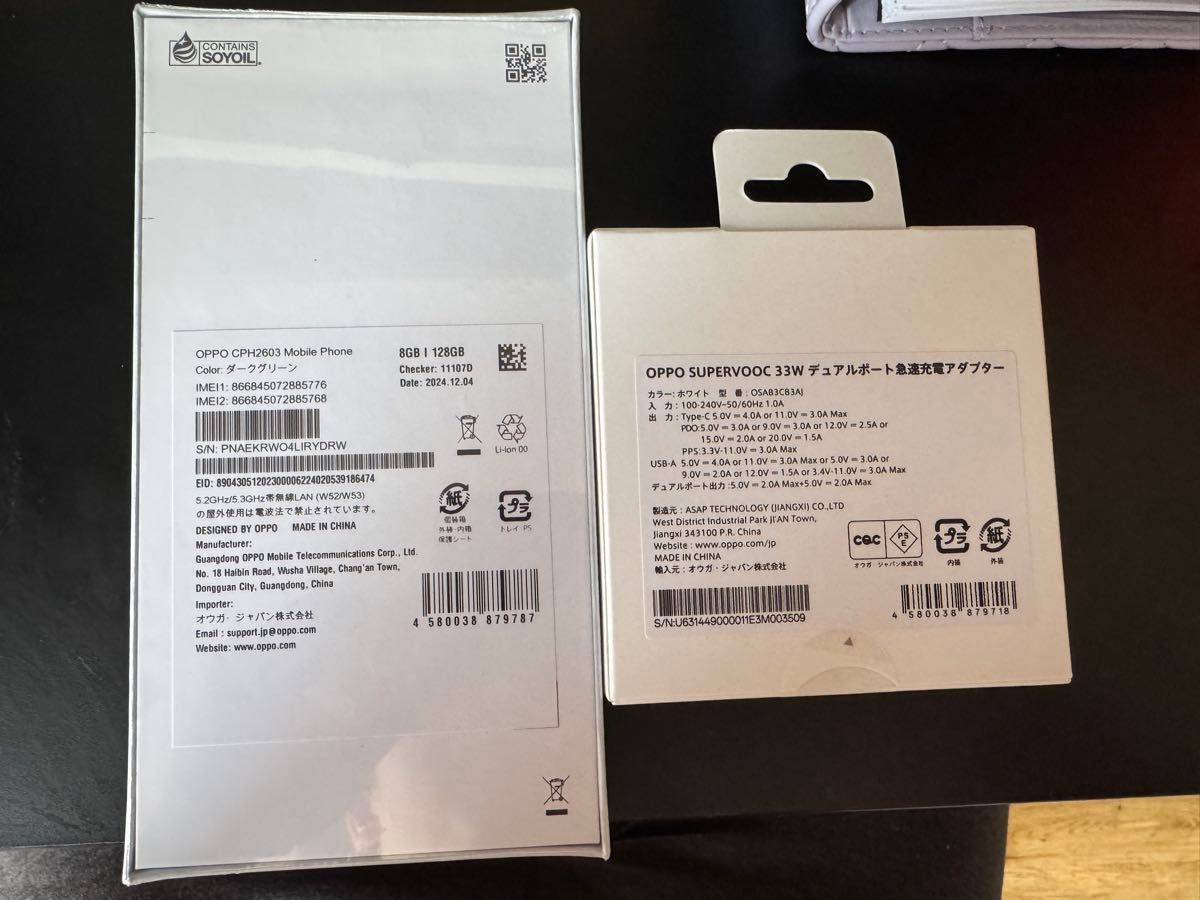 CONTAINS
SOYOIL
OPPO CPH2603 Mobile Phone
Color: ダークグリーン
8GB | 128GB
Checker: 11107D
Date: 2024.12.04
IMEI1: 866845072885776
IMEI2: 866845072885768
S/N: PNAEKRWO4LIRYDRW
Li-ion 00
EID: 89043051202300006224020539186474
5.2GHz/5.3GHz帯無線LAN (W52/W53)
の屋外使用は電波法で禁止されています。
DESIGNED BY OPPO MADE IN CHINA
紙
個装箱
外装・内箱
保護シート
プラ
トレイ PS
Manufacturer:
Guangdong OPPO Mobile Telecommunications Corp., Ltd.
No. 18 Haibin Road, Wusha Village, Chang'an Town,
Dongguan City, Guangdong, China
Importer:
オウガ・ジャパン株式会社
Email : support.jp@oppo.com
Website: www.oppo.com
4 580038 879787
OPPO SUPERVOOC 33W デュアルポート急速充電アダプター
カラー: ホワイト 型 番 : OSAB3CB3AJ
入 力 : 100-240V~50/60Hz 1.0A
出 力 : Type-C 5.0V⎓4.0A or 11.0V⎓3.0A Max
PDO:5.0V⎓3.0A or 9.0V⎓3.0A or 12.0V⎓2.5A or
15.0V⎓2.0A or 20.0V⎓1.5A
PPS:3.3V-11.0V⎓3.0A Max
USB-A 5.0V⎓4.0A or 11.0V⎓3.0A Max or 5.0V⎓3.0A or
9.0V⎓2.0A or 12.0V⎓1.5A or 3.4V-11.0V⎓3.0A Max
デュアルポート出力 :5.0V⎓2.0A Max+5.0V⎓2.0A Max
製造元 : ASAP TECHNOLOGY (JIANGXI) CO.,LTD
West District Industrial Park JI'AN Town,
Jiangxi 343100 P.R. China
Website : www.oppo.com/jp
MADE IN CHINA
輸入元 : オウガ・ジャパン株式会社
cqc
PS
E
オウガ ジャパン株式会社
プラ
内装
紙
外装
S/N:U631449000011E3M003509
4 580038 879718